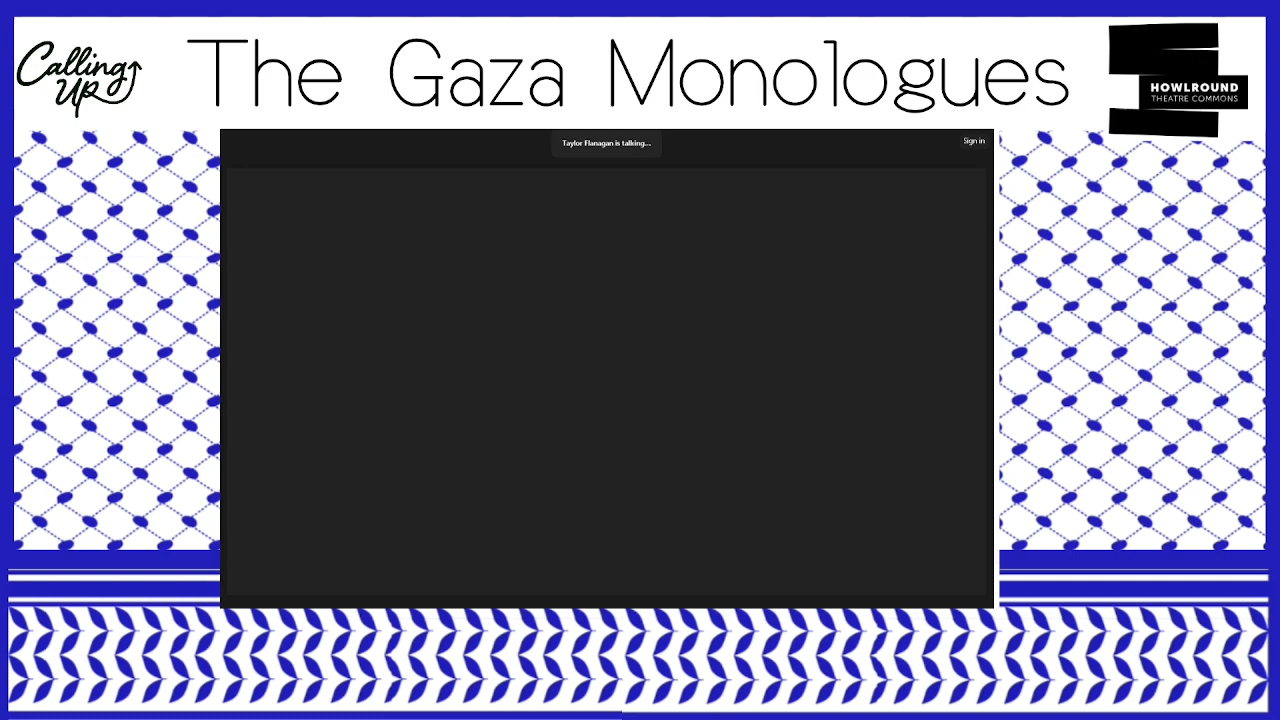 Calling
UP
The Gaza Monologues
HOWLROUND
THEATRE COMMONS
Taylor Flanagan is talking...
Sign in